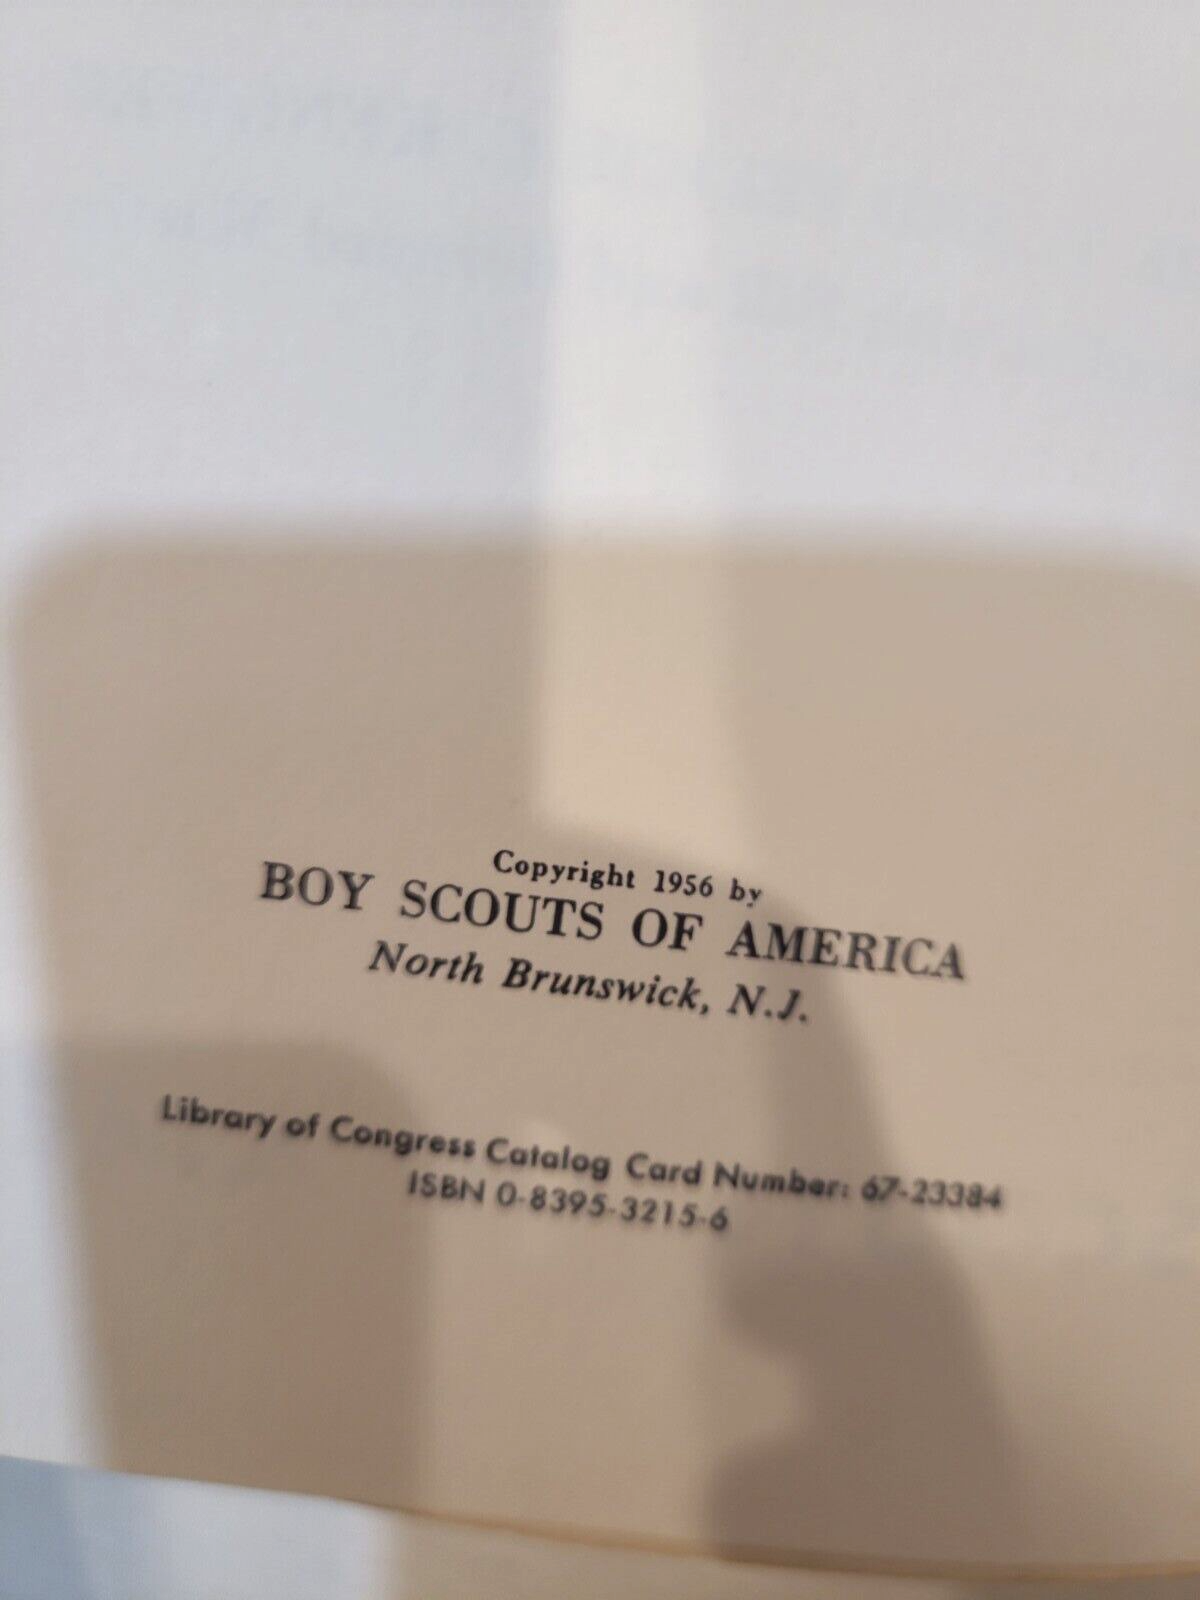 Copyright 1956 by
BOY SCOUTS OF AMERICA
North Brunswick, N.J.
Library of Congress Catalog Card Number: 67-23384
ISBN 0-8395-3215-6